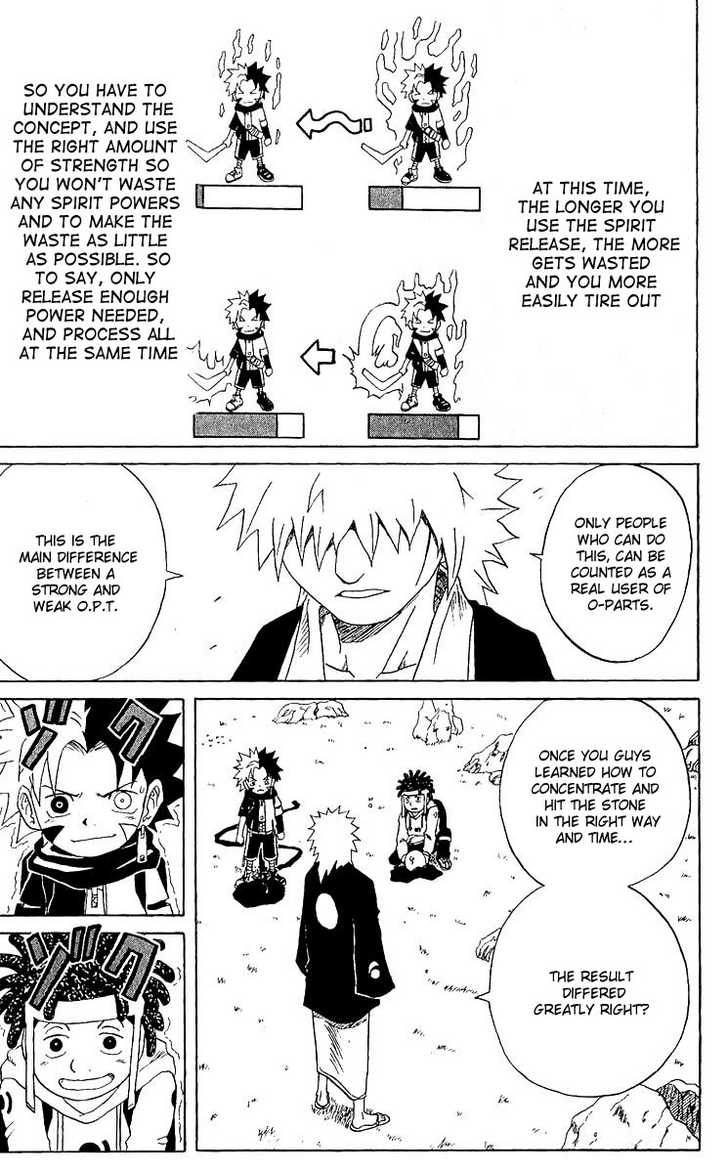 AT THIS TIME,
THE LONGER YOU
USE THE SPIRIT
RELEASE, THE MORE
GETS WASTED
AND YOU MORE
EASILY TIRE OUT
SO YOU HAVE TO
UNDERSTAND THE
CONCEPT, AND USE
THE RIGHT AMOUNT
OF STRENGTH SO
YOU WON'T WASTE
ANY SPIRIT POWERS
AND TO MAKE THE
WASTE AS LITTLE
AS POSSIBLE. SO
TO SAY, ONLY
RELEASE ENOUGH
POWER NEEDED,
AND PROCESS ALL
AT THE SAME TIME
ONLY PEOPLE
WHO CAN DO
THIS, CAN BE
COUNTED AS A
REAL USER OF
O-PARTS.
THIS IS THE
MAIN DIFFERENCE
BETWEEN A
STRONG AND
WEAK O.P.T.
ONCE YOU GUYS
LEARNED HOW TO
CONCENTRATE AND
HIT THE STONE
IN THE RIGHT WAY
AND TIME...
THE RESULT
DIFFERED
GREATLY RIGHT?
ゾク
ゾク